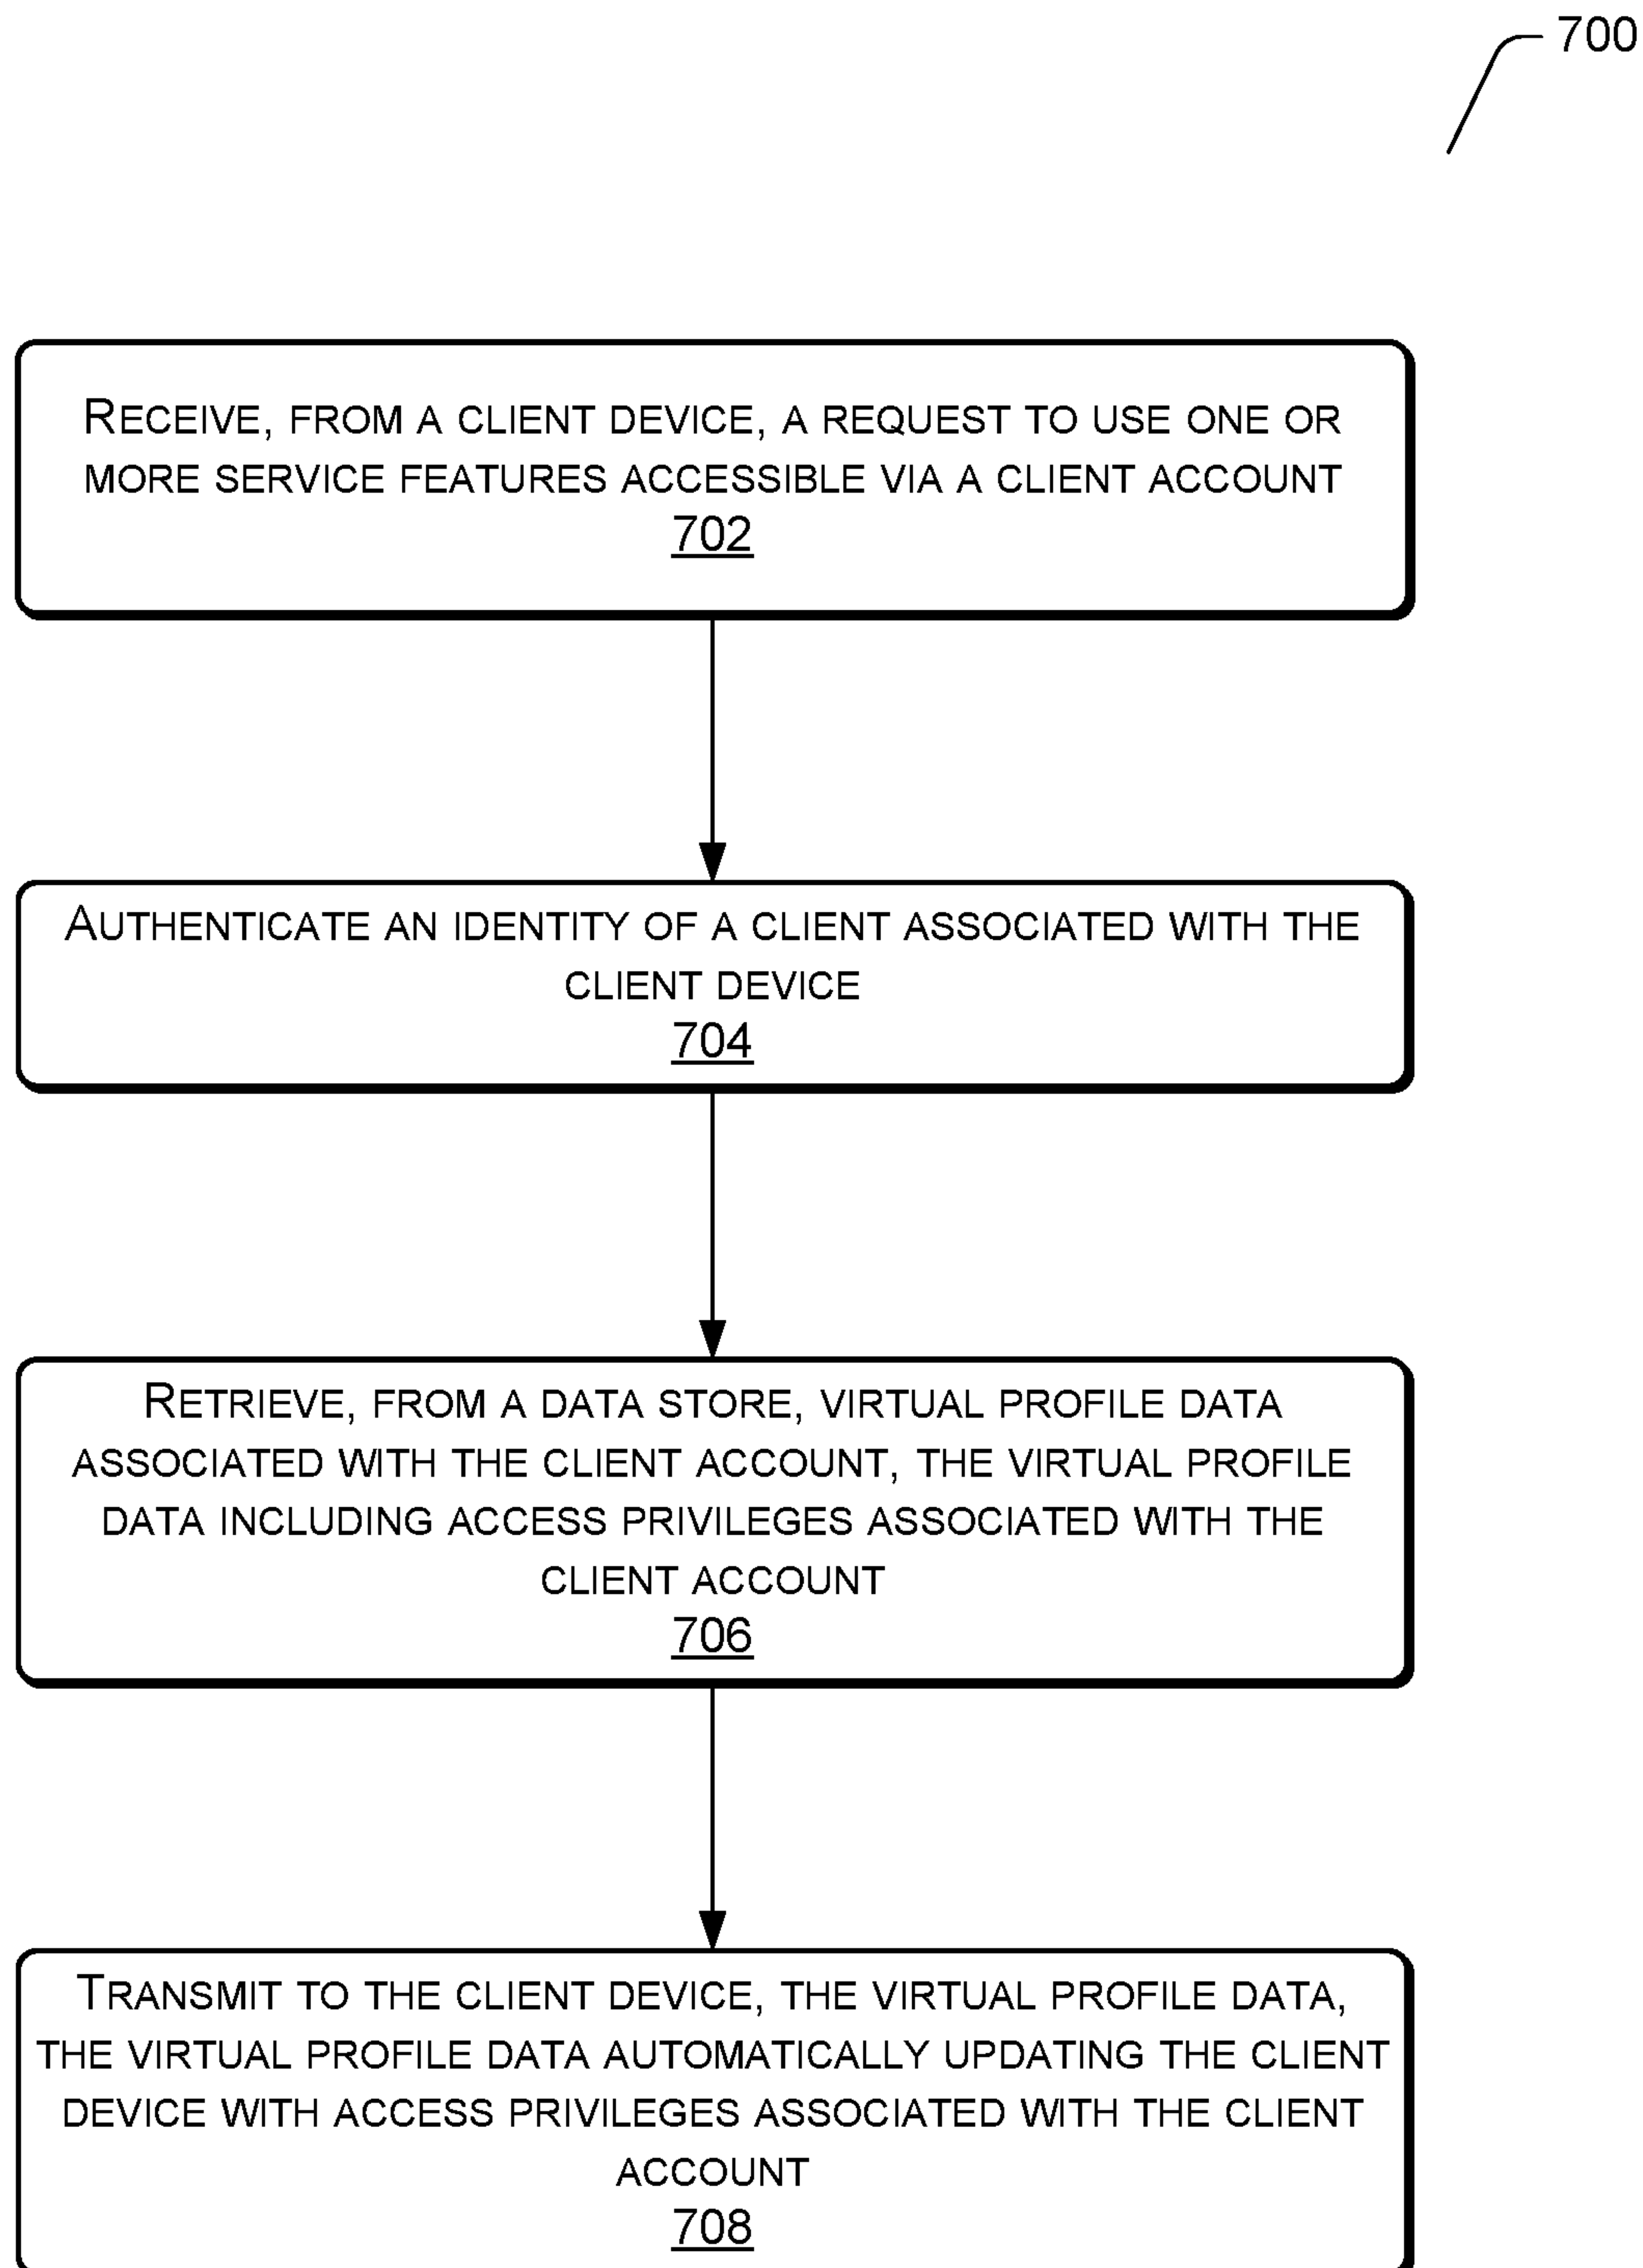 700
RECEIVE, FROM A CLIENT DEVICE, A REQUEST TO USE ONE OR
MORE SERVICE FEATURES ACCESSIBLE VIA A CLIENT ACCOUNT
702
AUTHENTICATE AN IDENTITY OF A CLIENT ASSOCIATED WITH THE
CLIENT DEVICE
704
RETRIEVE, FROM A DATA STORE, VIRTUAL PROFILE DATA
ASSOCIATED WITH THE CLIENT ACCOUNT, THE VIRTUAL PROFILE
DATA INCLUDING ACCESS PRIVILEGES ASSOCIATED WITH THE
CLIENT ACCOUNT
706
TRANSMIT TO THE CLIENT DEVICE, THE VIRTUAL PROFILE DATA,
THE VIRTUAL PROFILE DATA AUTOMATICALLY UPDATING THE CLIENT
DEVICE WITH ACCESS PRIVILEGES ASSOCIATED WITH THE CLIENT
ACCOUNT
708